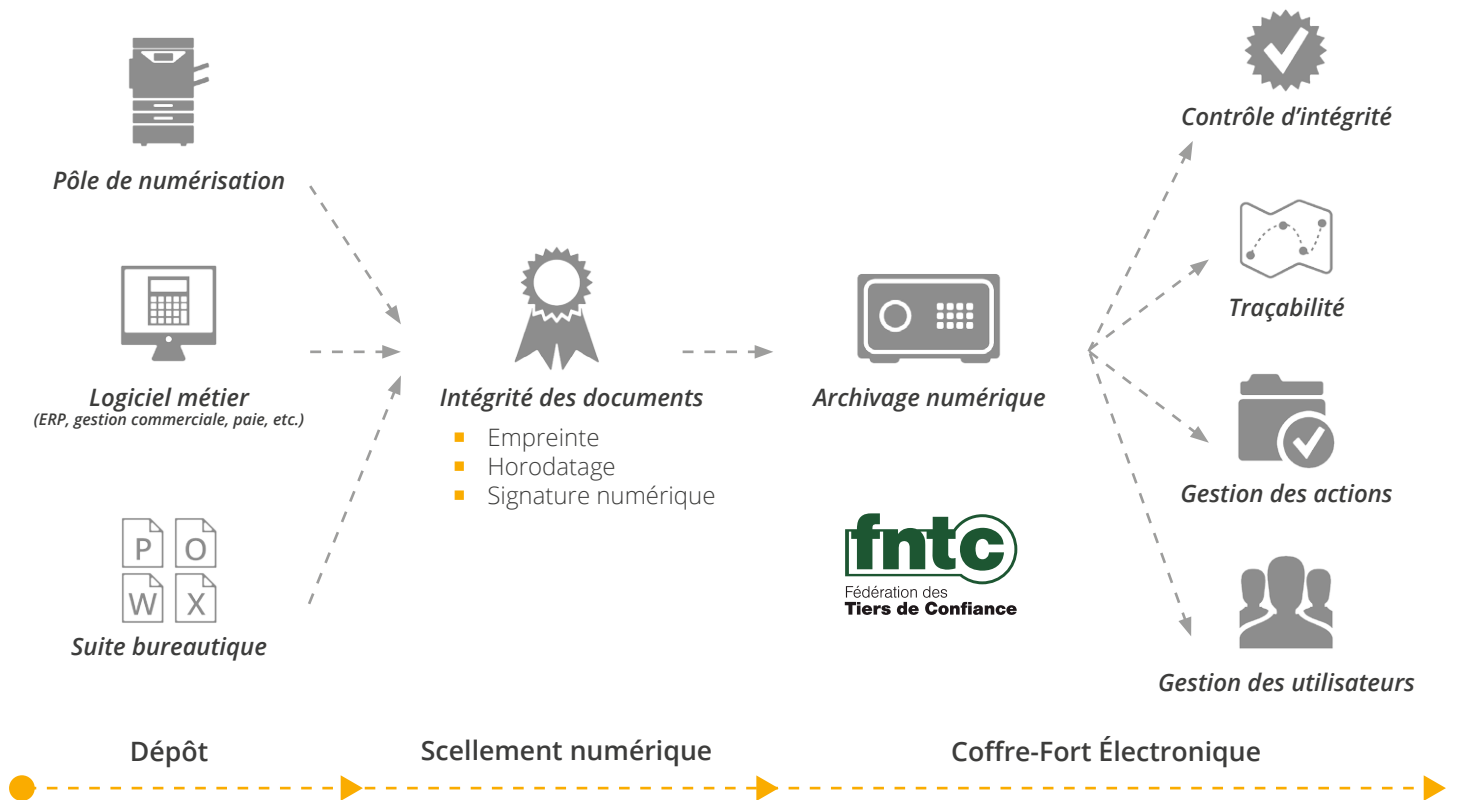 Pôle de numérisation
Logiciel métier
(ERP, gestion commerciale, paie, etc.)
P O
W X
Suite bureautique
Intégrité des documents
Empreinte
Horodatage
Signature numérique
Archivage numérique
fntc
Fédération des
Tiers de Confiance
Contrôle d’intégrité
Traçabilité
Gestion des actions
Gestion des utilisateurs
Dépôt
Scellement numérique
Coffre-Fort Électronique